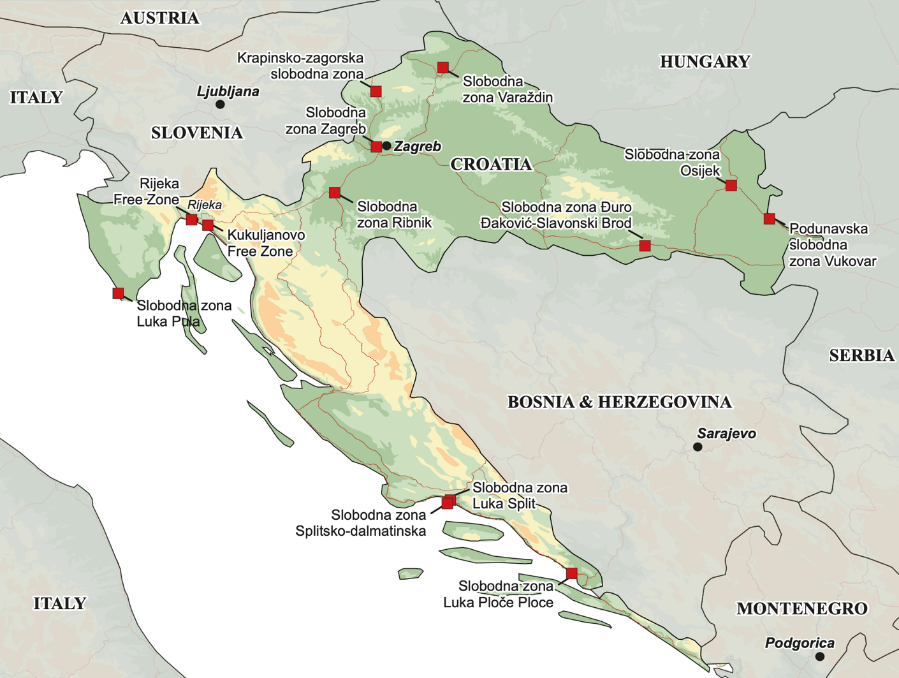 AUSTRIA
Krapinsko-zagorska
slobodna zona
HUNGARY
Slobodna
zona Varaždin
ITALY
Ljubljana
Slobodna
zona Zagreb
SLOVENIA
Zagreb
CROATIA
Slobodna zona
Osijek
Rijeka
Free Zone
Rijeka
Slobodna
zona Ribnik
Slobodna zona Đuro
Đaković-Slavonski Brod
Kukuljanovo
Free Zone
Podunavska
slobodna
zona Vukovar
Slobodna zona
Luka Pula
SERBIA
BOSNIA & HERZEGOVINA
Sarajevo
Slobodna zona
Luka Split
Slobodna zona
Splitsko-dalmatinska
Slobodna zona
Luka Ploče Ploce
ITALY
MONTENEGRO
Podgorica